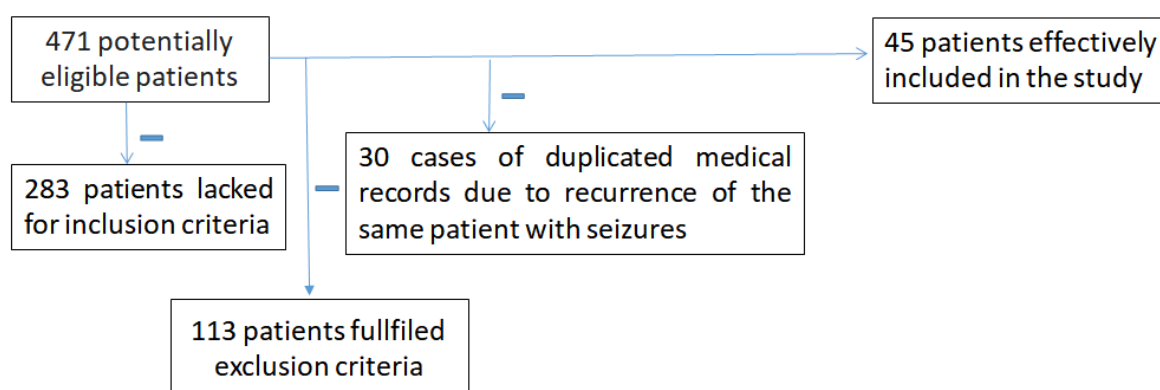 471 potentially
eligible patients
45 patients effectively
included in the study
283 patients lacked
for inclusion criteria
30 cases of duplicated medical
records due to recurrence of the
same patient with seizures
113 patients fullfiled
exclusion criteria